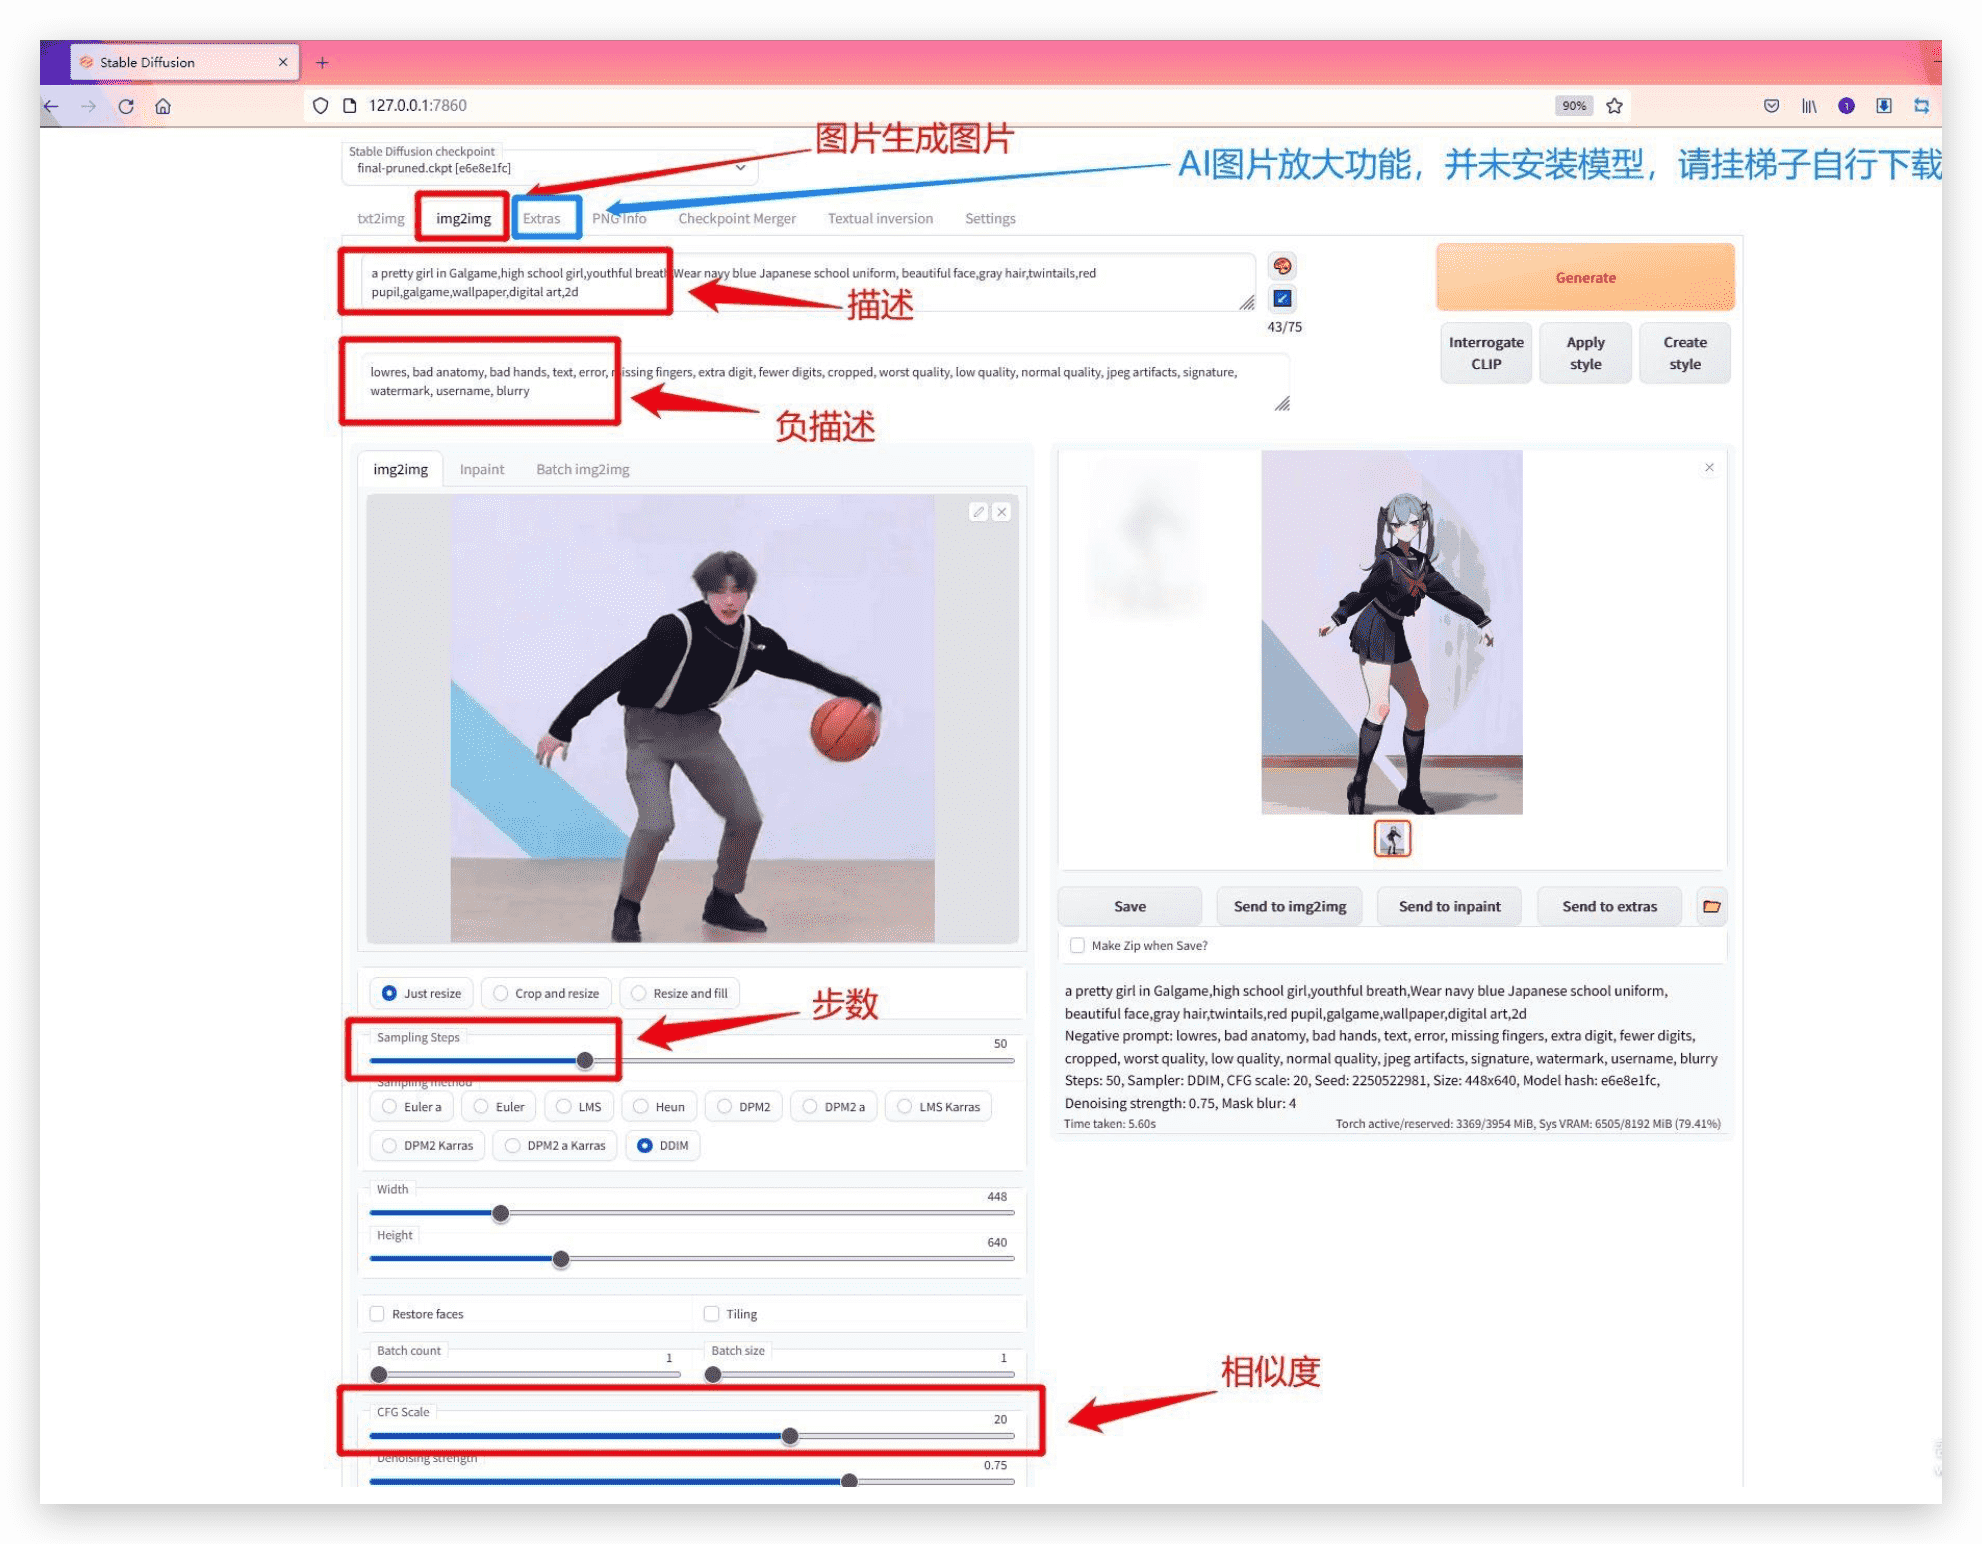 Stable Diffusion
127.0.0.1:7860
90%
图片生成图片
AI图片放大功能，并未安装模型，请挂梯子自行下载
Stable Diffusion checkpoint
final-pruned.ckpt [e6e8e1fc]
txt2img
img2img
Extras
PNG Info
Checkpoint Merger
Textual inversion
Settings
a pretty girl in Galgame,high school girl,youthful breath,Wear navy blue Japanese school uniform, beautiful face,gray hair,twintails,red
pupil,galgame,wallpaper,digital art,2d
描述
43/75
Generate
Interrogate
CLIP
Apply
style
Create
style
lowres, bad anatomy, bad hands, text, error, missing fingers, extra digit, fewer digits, cropped, worst quality, low quality, normal quality, jpeg artifacts, signature,
watermark, username, blurry
负描述
img2img
Inpaint
Batch img2img
Save
Send to img2img
Send to inpaint
Send to extras
Make Zip when Save?
a pretty girl in Galgame,high school girl,youthful breath,Wear navy blue Japanese school uniform,
beautiful face,gray hair,twintails,red pupil,galgame,wallpaper,digital art,2d
Negative prompt: lowres, bad anatomy, bad hands, text, error, missing fingers, extra digit, fewer digits,
cropped, worst quality, low quality, normal quality, jpeg artifacts, signature, watermark, username, blurry
Steps: 50, Sampler: DDIM, CFG scale: 20, Seed: 2250522981, Size: 448x640, Model hash: e6e8e1fc,
Denoising strength: 0.75, Mask blur: 4
Time taken: 5.60s
Torch active/reserved: 3369/3954 MiB, Sys VRAM: 6505/8192 MiB (79.41%)
Just resize
Crop and resize
Resize and fill
步数
Sampling Steps
50
Sampling method
Euler a
Euler
LMS
Heun
DPM2
DPM2 a
LMS Karras
DPM2 Karras
DPM2 a Karras
DDIM
Width
448
Height
640
Restore faces
Tiling
Batch count
1
Batch size
1
相似度
CFG Scale
20
Denoising strength
0.75